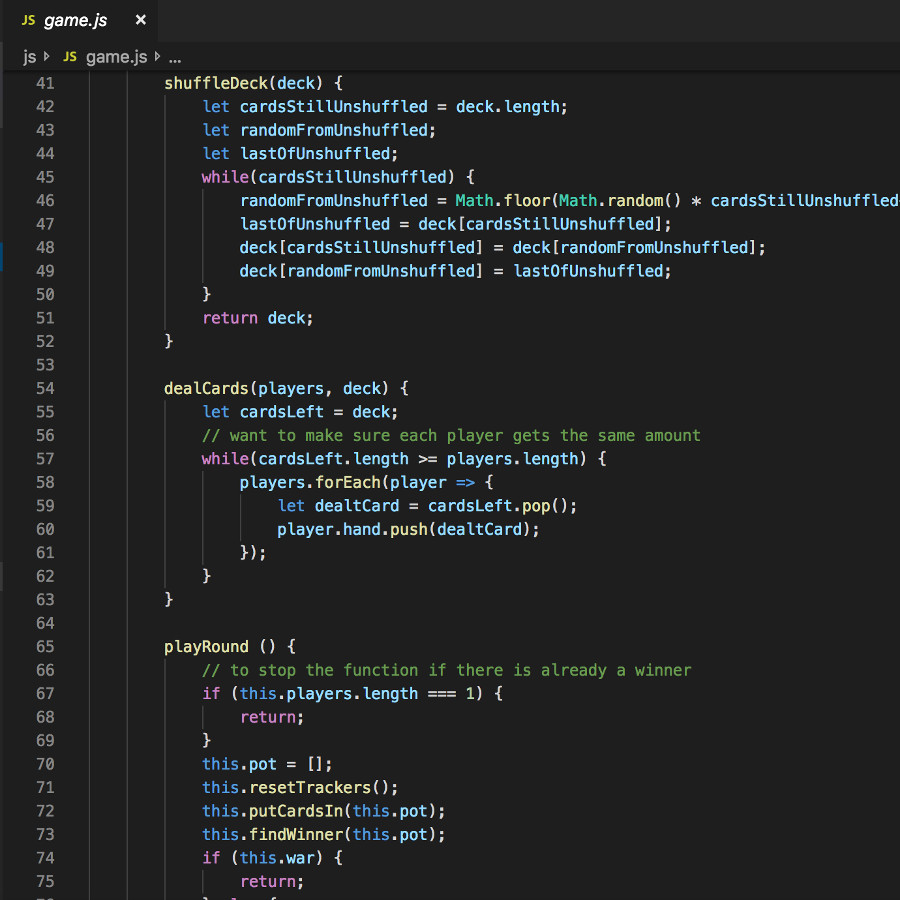 JS game.js ×
js ▸ JS game.js ▸ ...
41 shuffleDeck(deck) {
42 let cardsStillUnshuffled = deck.length;
43 let randomFromUnshuffled;
44 let lastOfUnshuffled;
45 while(cardsStillUnshuffled) {
46 randomFromUnshuffled = Math.floor(Math.random() * cardsStillUnshuffled
47 lastOfUnshuffled = deck[cardsStillUnshuffled];
48 deck[cardsStillUnshuffled] = deck[randomFromUnshuffled];
49 deck[randomFromUnshuffled] = lastOfUnshuffled;
50 }
51 return deck;
52 }
53
54 dealCards(players, deck) {
55 let cardsLeft = deck;
56 // want to make sure each player gets the same amount
57 while(cardsLeft.length >= players.length) {
58 players.forEach(player => {
59 let dealtCard = cardsLeft.pop();
60 player.hand.push(dealtCard);
61 });
62 }
63 }
64
65 playRound () {
66 // to stop the function if there is already a winner
67 if (this.players.length === 1) {
68 return;
69 }
70 this.pot = [];
71 this.resetTrackers();
72 this.putCardsIn(this.pot);
73 this.findWinner(this.pot);
74 if (this.war) {
75 return;